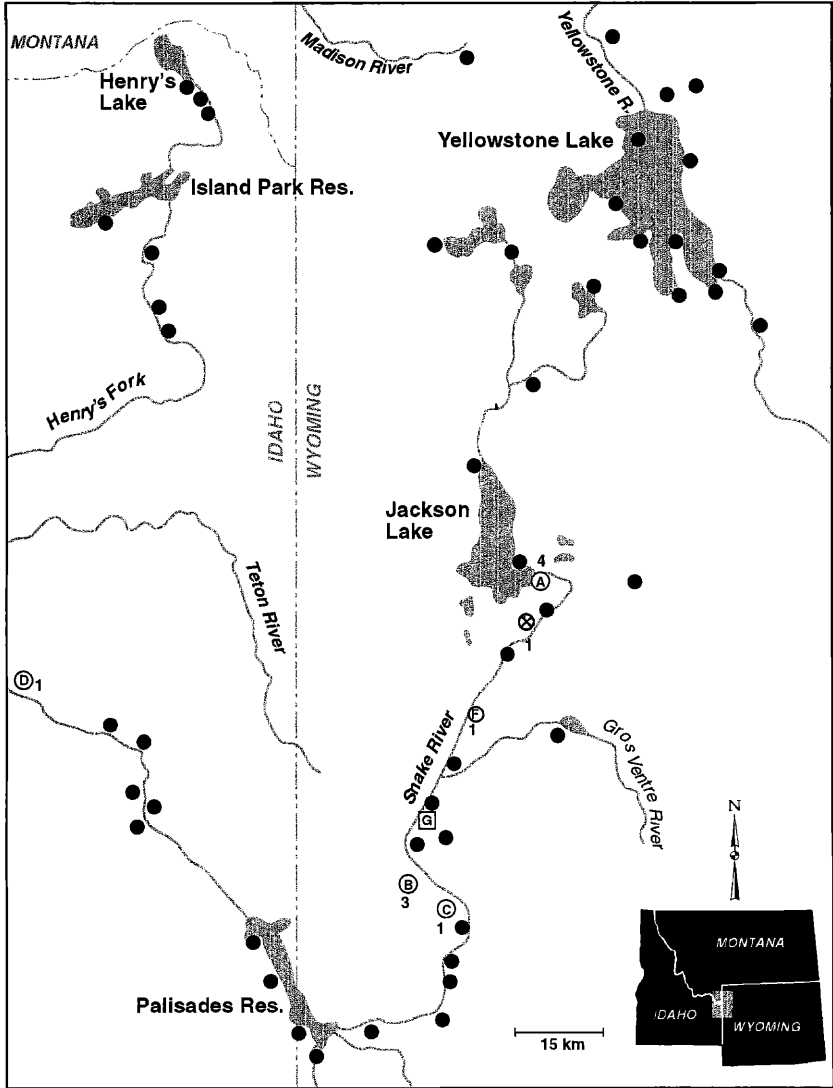 MONTANA
Henry's
Lake
Madison River
Yellowstone R.
Yellowstone Lake
Island Park Res.
Henry's Fork
IDAHO
WYOMING
Jackson
Lake
4
A
1
Teton River
D 1
F
1
Snake River
Gros Ventre River
G
B
3
C
1
N
Palisades Res.
15 km
MONTANA
IDAHO
WYOMING